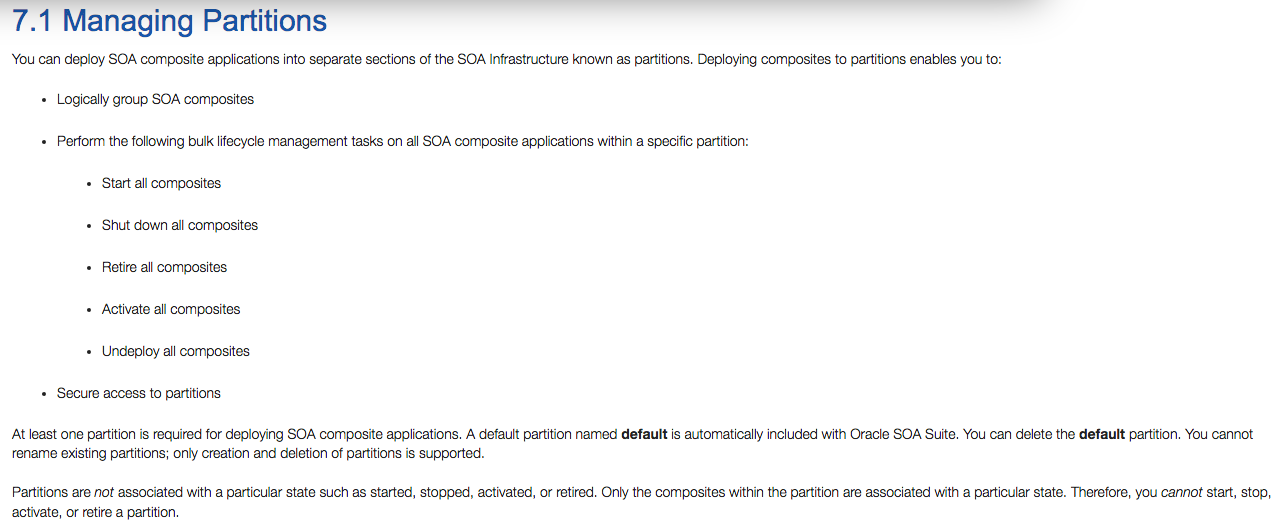 7.1 Managing Partitions
You can deploy SOA composite applications into separate sections of the SOA Infrastructure known as partitions. Deploying composites to partitions enables you to:
• Logically group SOA composites
• Perform the following bulk lifecycle management tasks on all SOA composite applications within a specific partition:
• Start all composites
• Shut down all composites
• Retire all composites
• Activate all composites
• Undeploy all composites
• Secure access to partitions
At least one partition is required for deploying SOA composite applications. A default partition named default is automatically included with Oracle SOA Suite. You can delete the default partition. You cannot
rename existing partitions; only creation and deletion of partitions is supported.
Partitions are not associated with a particular state such as started, stopped, activated, or retired. Only the composites within the partition are associated with a particular state. Therefore, you cannot start, stop,
activate, or retire a partition.